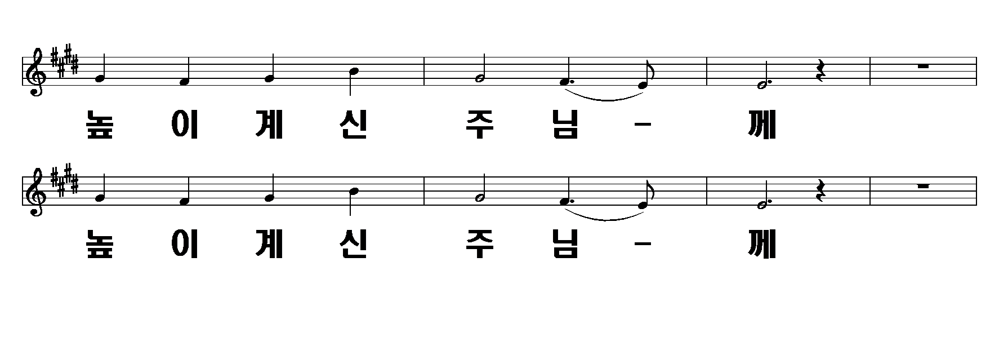 높 이 계 신 주 님 - 께
높 이 계 신 주 님 - 께